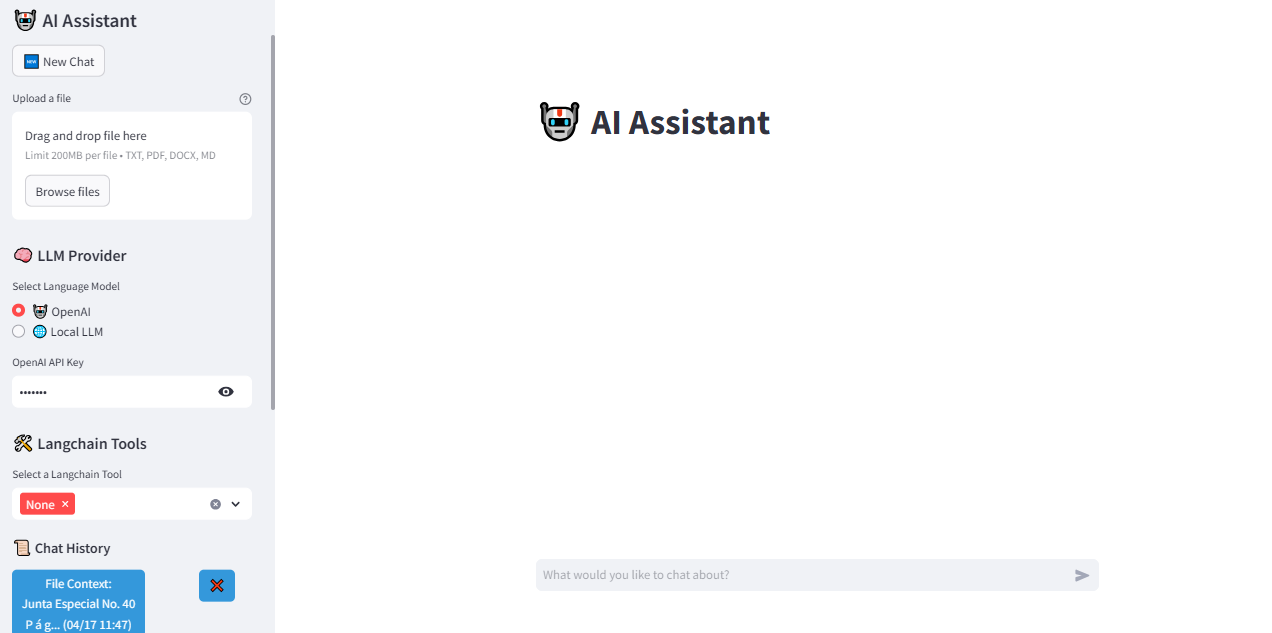 AI Assistant
NEW New Chat
Upload a file
Drag and drop file here
Limit 200MB per file • TXT, PDF, DOCX, MD
Browse files
LLM Provider
Select Language Model
OpenAI
Local LLM
OpenAI API Key
•••••••
Langchain Tools
Select a Langchain Tool
None
Chat History
File Context:
Junta Especial No. 40
P á g... (04/17 11:47)
AI Assistant
What would you like to chat about?